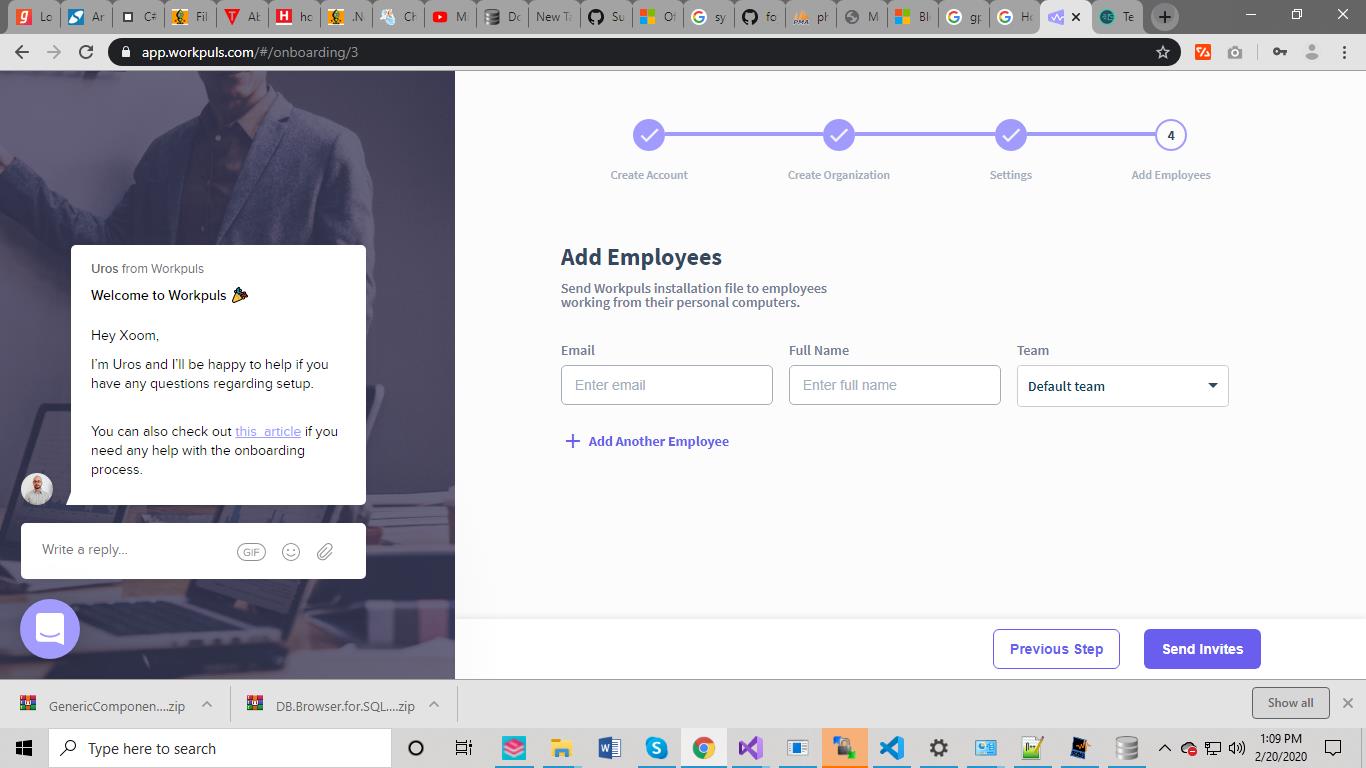 Lo
Ar
C#
Fil
Ab
ho
.N
Ch
Do
New Ta
Su
Of
sy
fo
ph
M
Bl
gp
Ho
Te
app.workpuls.com/#/onboarding/3
4
Create Account
Create Organization
Settings
Add Employees
Uros from Workpuls
Welcome to Workpuls
Hey Xoom,
I'm Uros and I'll be happy to help if you
have any questions regarding setup.
You can also check out this article if you
need any help with the onboarding
process.
Write a reply...
GIF
Add Employees
Send Workpuls installation file to employees
working from their personal computers.
Email
Full Name
Team
Enter email
Enter full name
Default team
Add Another Employee
Previous Step
Send Invites
GenericComponen....zip
DB.Browser.for.SQL....zip
Show all
Type here to search
1:09 PM
2/20/2020